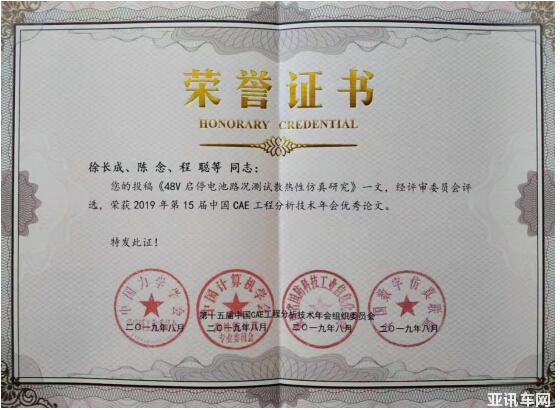 荣誉证书
HONORARY CREDENTIAL
徐长成、陈 念、程 聪等 同志：
您的投稿《48V启停电池路况测试散热性仿真研究》一文，经评审委员会评
选，荣获2019年第15届中国CAE工程分析技术年会优秀论文。
特发此证！
中国力学学会
中国计算机学会
专业委员会
第十五届中国CAE工程分析技术年会组织委员会
二〇一九年八月 二〇一九年八月 二〇一九年八月 二〇一九年八月
亚讯车网